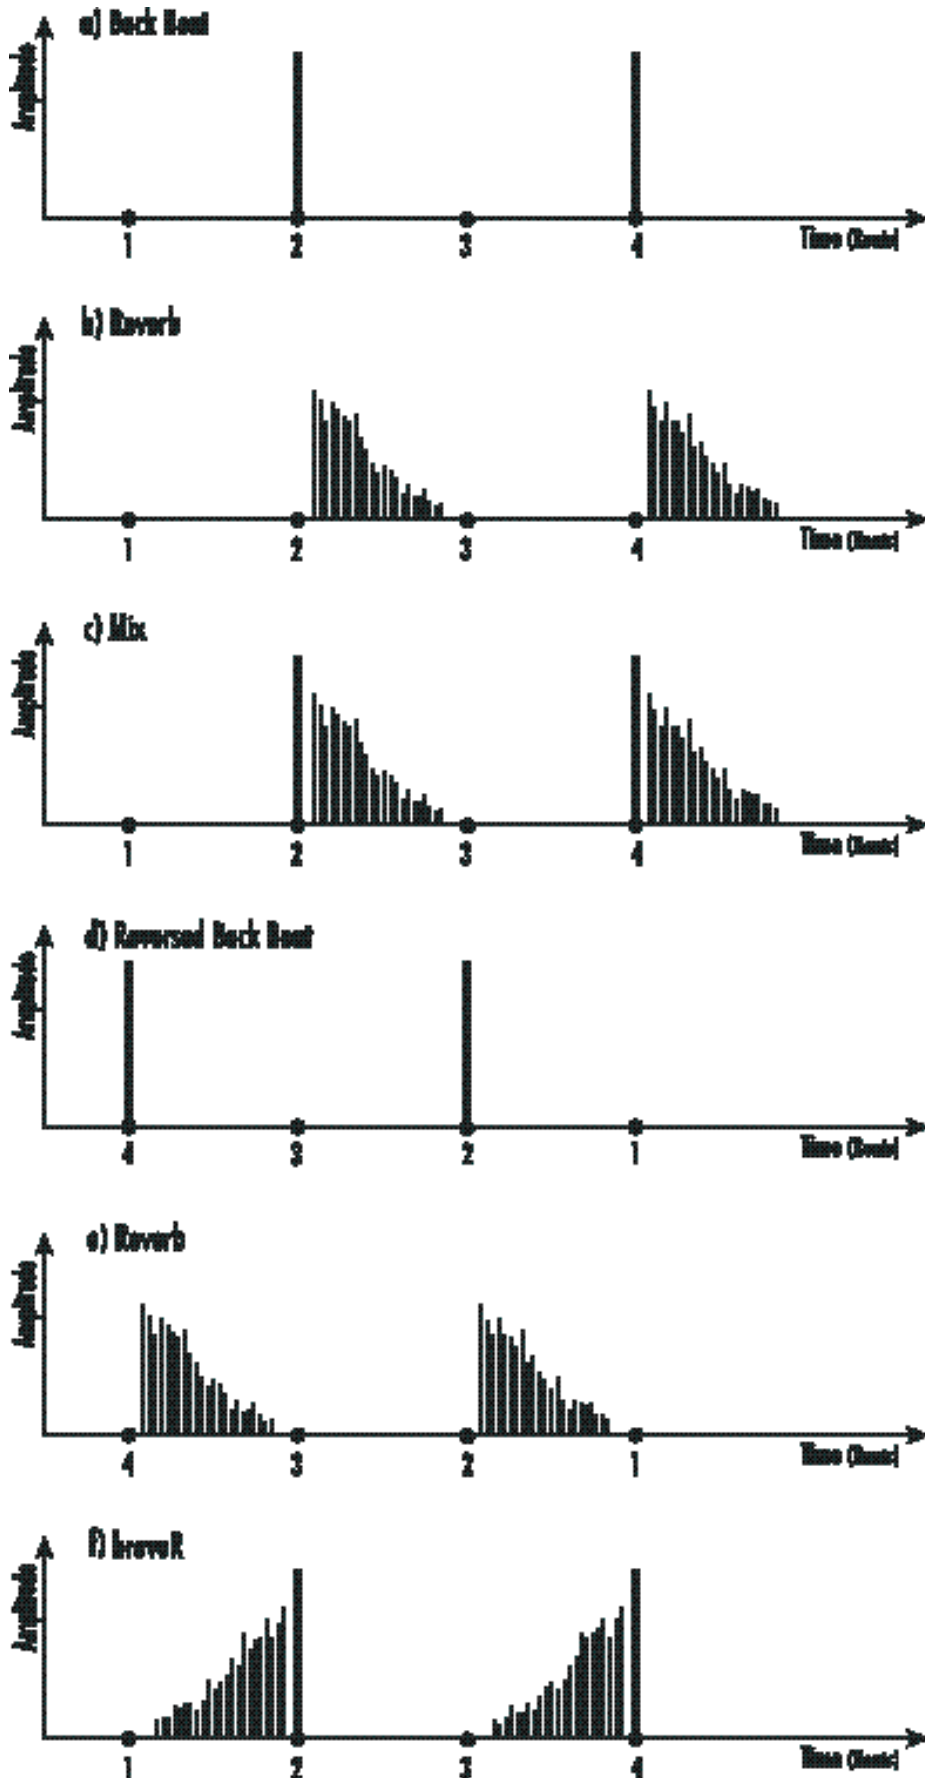 a) Back Beat
Amplitude
1 2 3 4 Time (Beats)
b) Reverb
Amplitude
1 2 3 4 Time (Beats)
c) Mix
Amplitude
1 2 3 4 Time (Beats)
d) Reversed Back Beat
Amplitude
4 3 2 1 Time (Beats)
e) Reverb
Amplitude
4 3 2 1 Time (Beats)
f) breveR
Amplitude
1 2 3 4 Time (Beats)